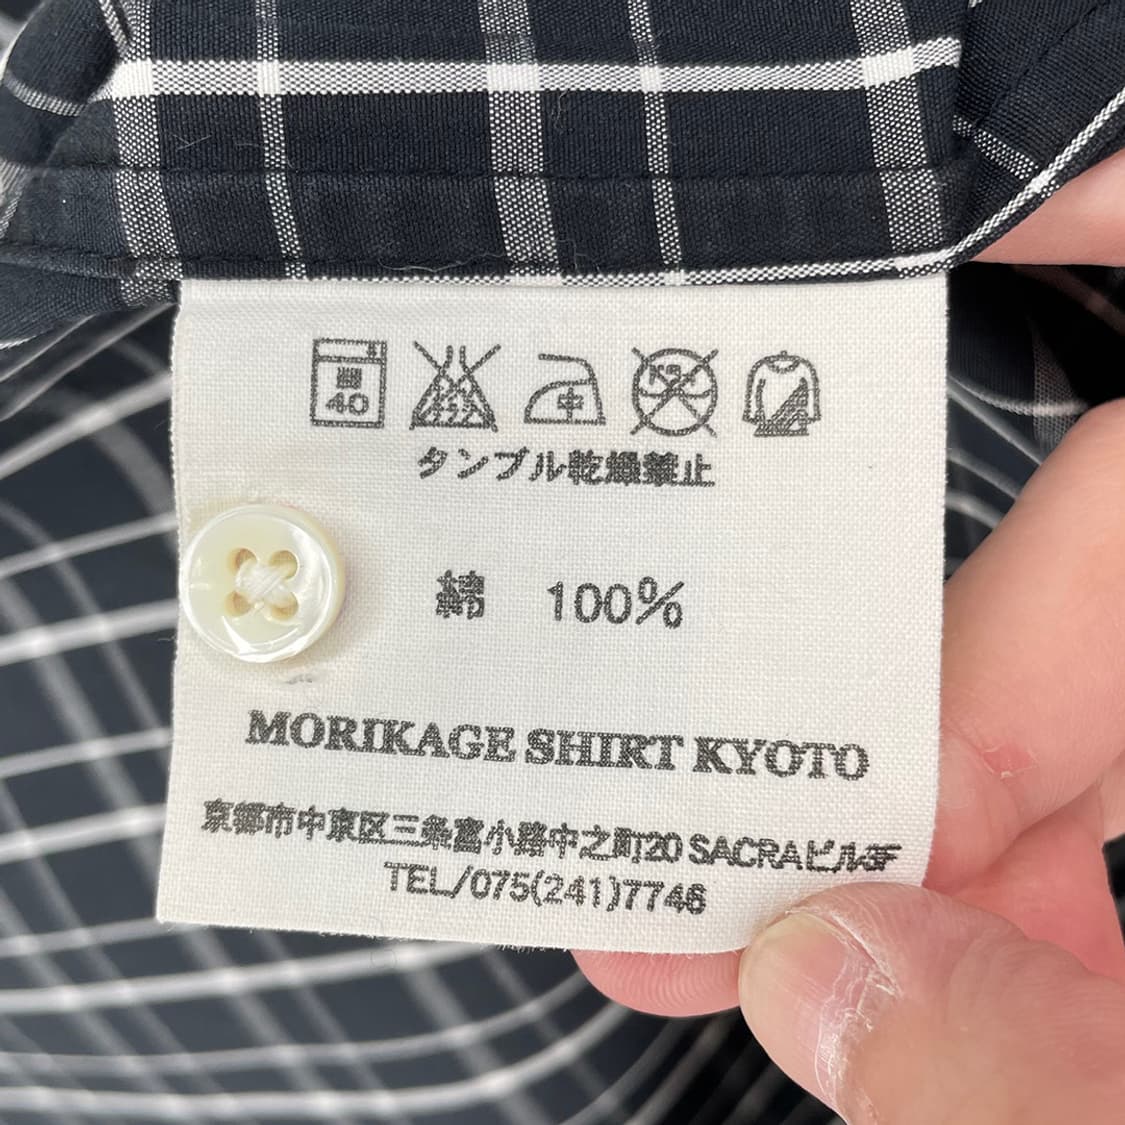 40
中
タンブル乾燥禁止
綿 100%
MORIKAGE SHIRT KYOTO
京都市中京区三条富小路中之町20 SACRAビル3F
TEL/075(241)7746